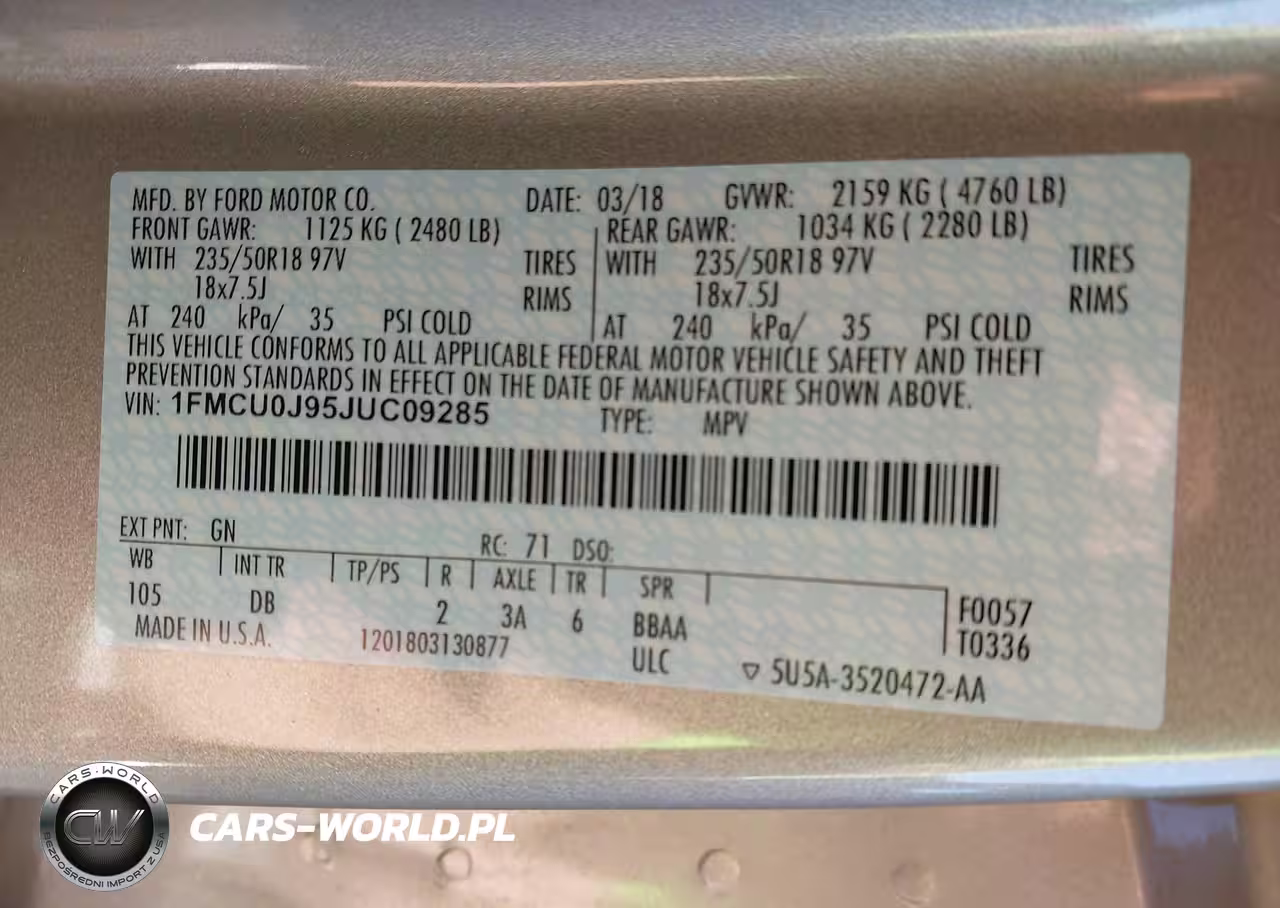 MFD. BY FORD MOTOR CO. DATE: 03/18 GVWR: 2159 KG ( 4760 LB)
FRONT GAWR: 1125 KG ( 2480 LB) REAR GAWR: 1034 KG ( 2280 LB)
WITH 235/50R18 97V TIRES WITH 235/50R18 97V TIRES
18x7.5J RIMS 18x7.5J RIMS
AT 240 kPa/ 35 PSI COLD AT 240 kPa/ 35 PSI COLD
THIS VEHICLE CONFORMS TO ALL APPLICABLE FEDERAL MOTOR VEHICLE SAFETY AND THEFT
PREVENTION STANDARDS IN EFFECT ON THE DATE OF MANUFACTURE SHOWN ABOVE.
VIN: 1FMCU0J95JUC09285 TYPE: MPV
EXT PNT: GN RC: 71 DSO:
WB INT TR TP/PS R AXLE TR SPR
105 DB 2 3A 6 BBAA F0057
MADE IN U.S.A. 1201803130877 ULC T0336
▽ 5U5A-3520472-AA
CARS-WORLD
CW
BEZPOŚREDNI IMPORT Z USA
CARS-WORLD.PL